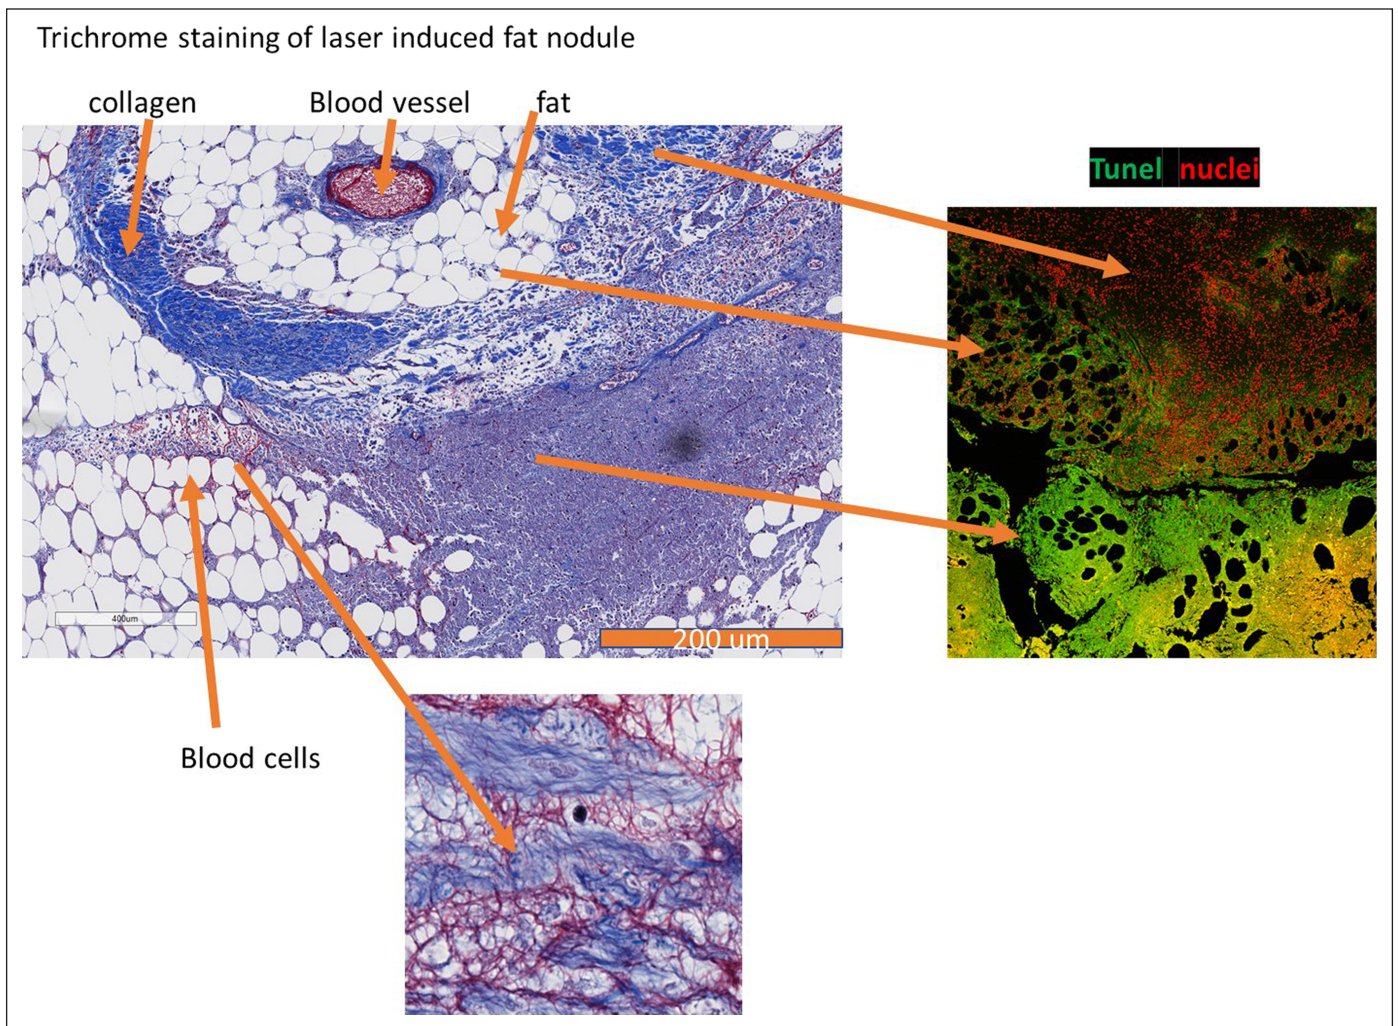 Trichrome staining of laser induced fat nodule
collagen
Blood vessel
fat
Tunel nuclei
400um
200 um
Blood cells